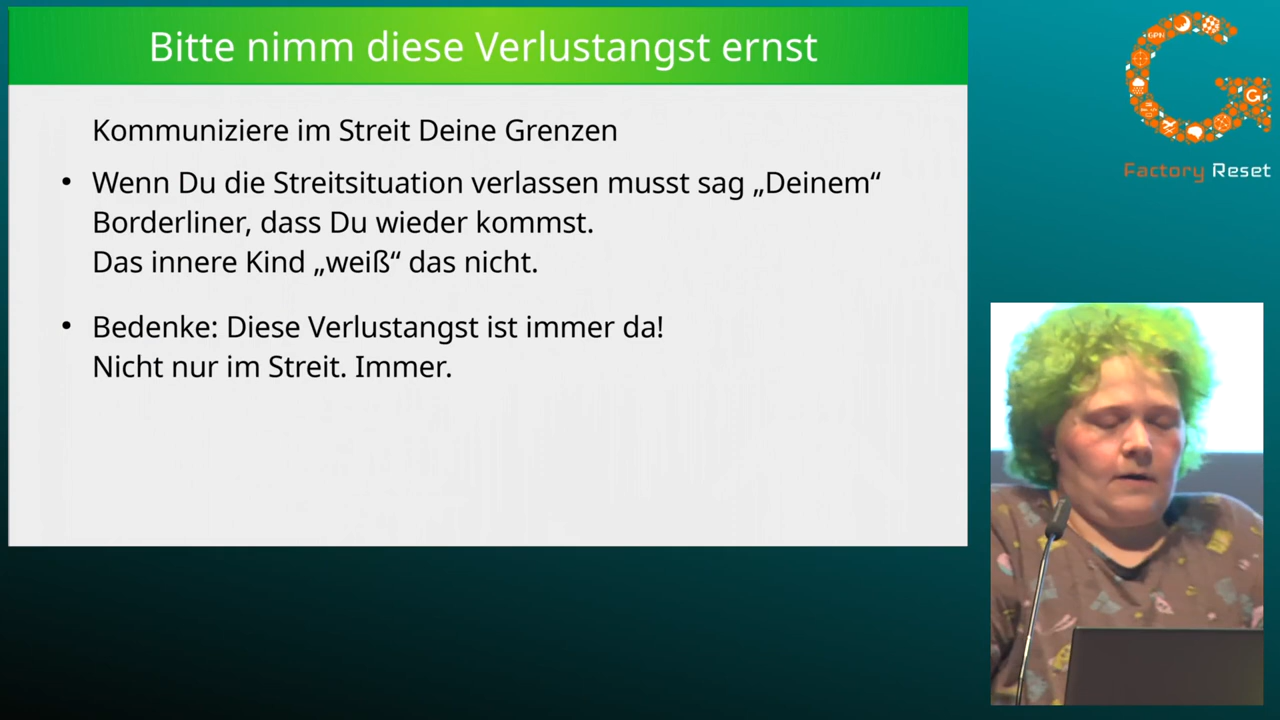 Bitte nimm diese Verlustangst ernst
Kommuniziere im Streit Deine Grenzen
• Wenn Du die Streitsituation verlassen musst sag „Deinem“
Borderliner, dass Du wieder kommst.
Das innere Kind „weiß“ das nicht.
• Bedenke: Diese Verlustangst ist immer da!
Nicht nur im Streit. Immer.
GPN
G
Factory Reset